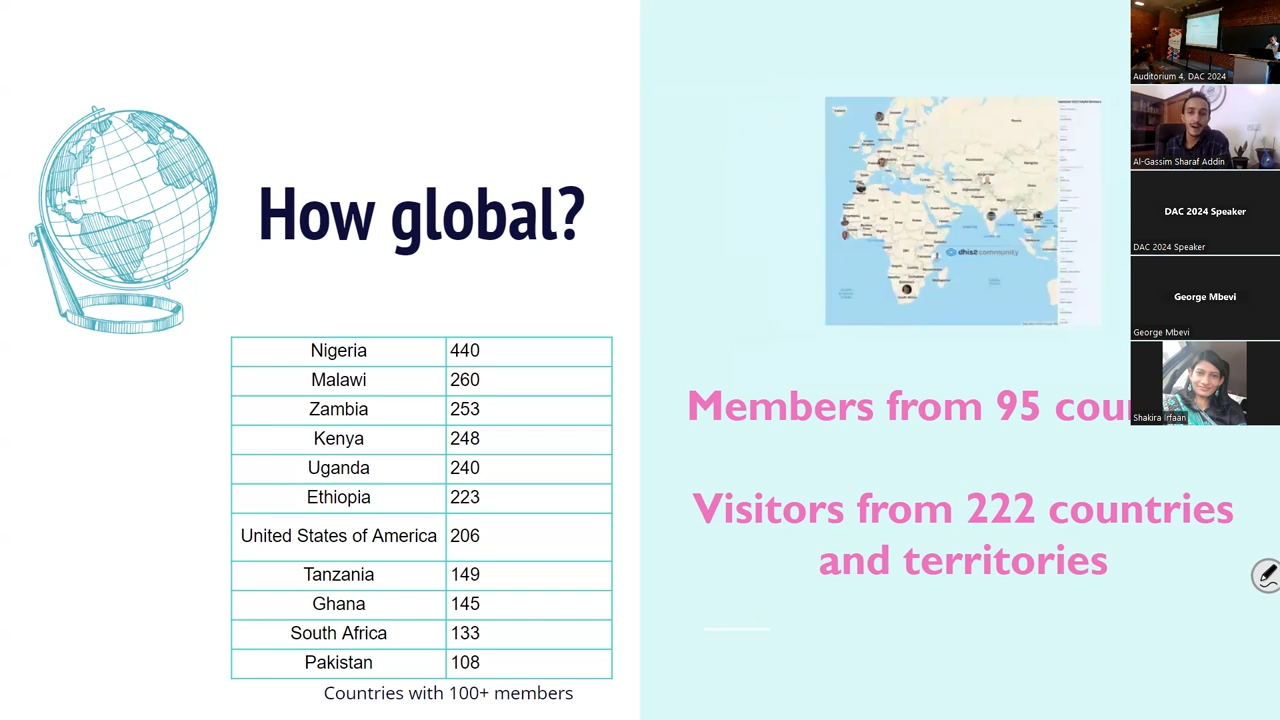 How global?
Nigeria 440
Malawi 260
Zambia 253
Kenya 248
Uganda 240
Ethiopia 223
United States of America 206
Tanzania 149
Ghana 145
South Africa 133
Pakistan 108
Countries with 100+ members
dhis2 community
Members from 95 cou
Visitors from 222 countries
and territories
Auditorium 4, DAC 2024
Al-Gassim Sharaf Addin
DAC 2024 Speaker
DAC 2024 Speaker
George Mbevi
George Mbevi
Shakira Irfaan